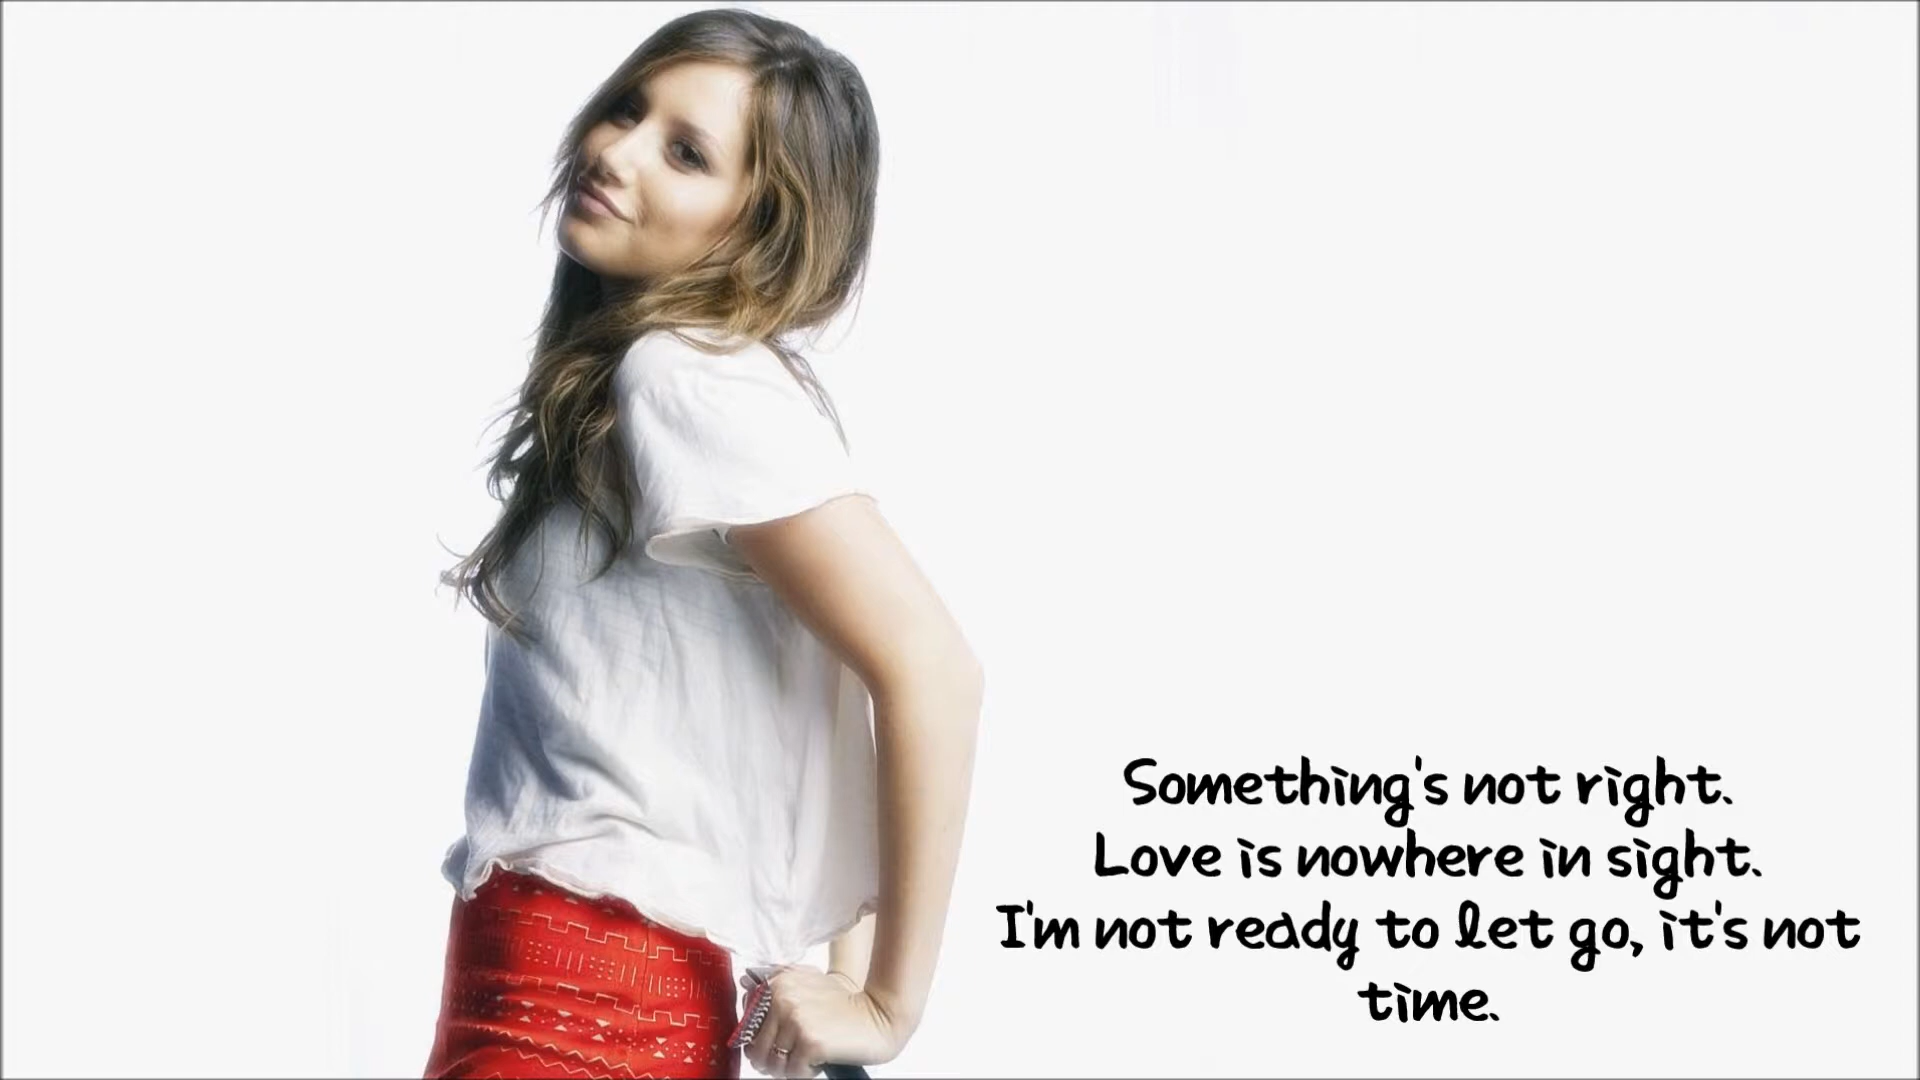 Something's not right.
Love is nowhere in sight.
I'm not ready to let go, it's not
time.